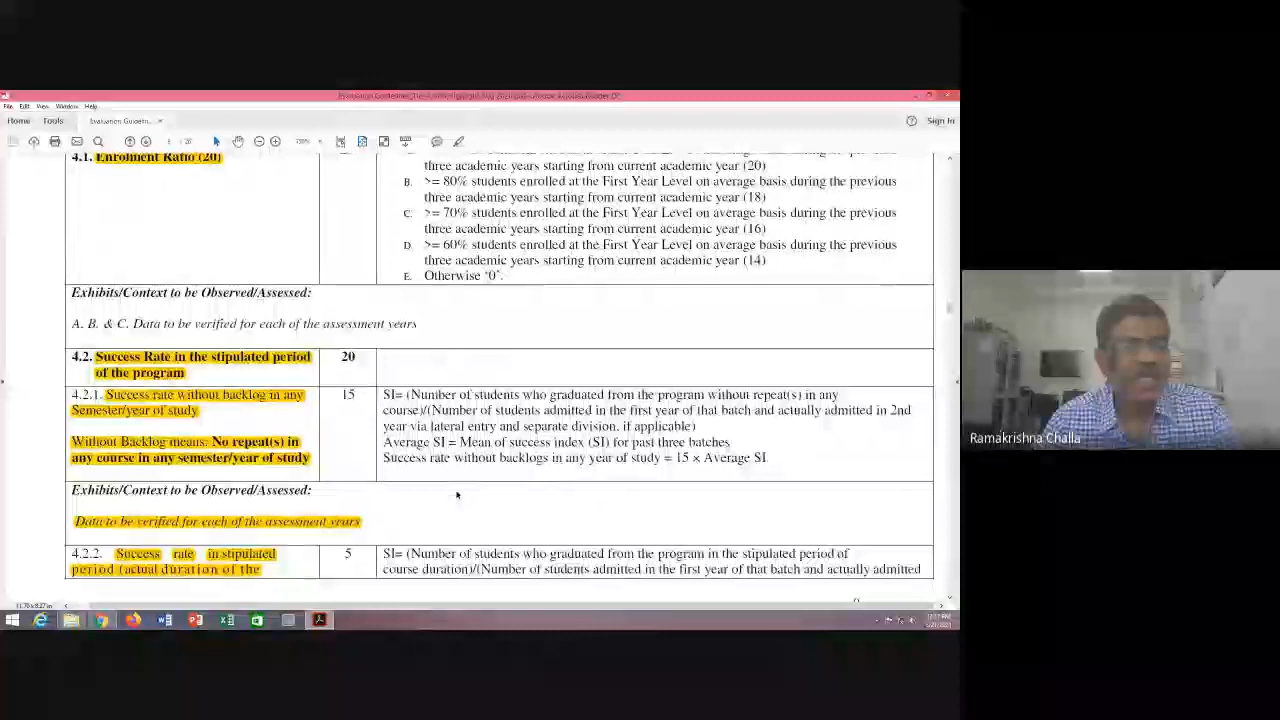 File Edit View Window Help
Home Tools Evaluation Guidelin... × Sign In
/ 20
4.1. Enrolment Ratio (20)
three academic years starting from current academic year (20)
B. >= 80% students enrolled at the First Year Level on average basis during the previous
three academic years starting from current academic year (18)
C. >= 70% students enrolled at the First Year Level on average basis during the previous
three academic years starting from current academic year (16)
D. >= 60% students enrolled at the First Year Level on average basis during the previous
three academic years starting from current academic year (14)
E. Otherwise '0'.
Exhibits/Context to be Observed/Assessed:
A. B. & C. Data to be verified for each of the assessment years
4.2. Success Rate in the stipulated period 20
of the program
4.2.1. Success rate without backlog in any 15 SI= (Number of students who graduated from the program without repeat(s) in any
Semester/year of study course)/(Number of students admitted in the first year of that batch and actually admitted in 2nd
year via lateral entry and separate division, if applicable)
Without Backlog means: No repeat(s) in Average SI = Mean of success index (SI) for past three batches
any course in any semester/year of study Success rate without backlogs in any year of study = 15 × Average SI
Exhibits/Context to be Observed/Assessed:
Data to be verified for each of the assessment years
4.2.2. Success rate in stipulated 5 SI= (Number of students who graduated from the program in the stipulated period of
period (actual duration of the course duration)/(Number of students admitted in the first year of that batch and actually admitted
11.70 x 8.27 in
Ramakrishna Challa